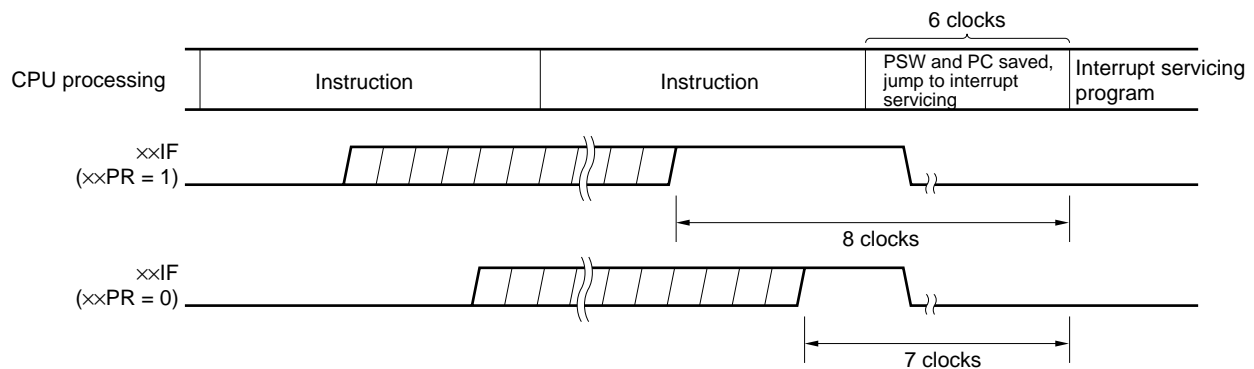 6 clocks
CPU processing
Instruction
Instruction
PSW and PC saved,
jump to interrupt
servicing
Interrupt servicing
program
××IF
(××PR = 1)
8 clocks
××IF
(××PR = 0)
7 clocks